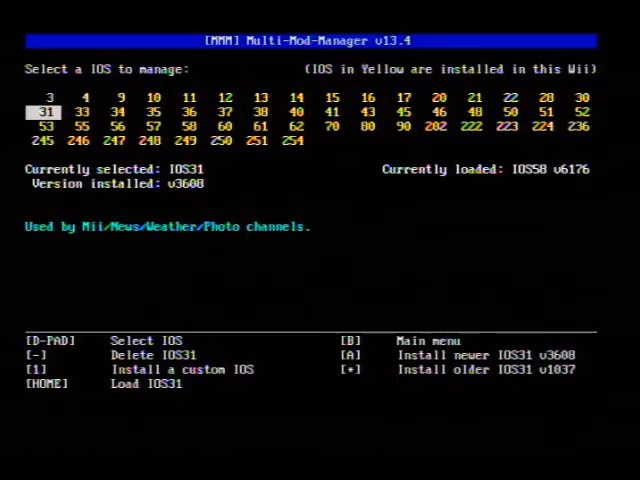 [MMM] Multi-Mod-Manager v13.4
Select a IOS to manage: (IOS in Yellow are installed in this Wii)
3 4 9 10 11 12 13 14 15 16 17 20 21 22 28 30
31 33 34 35 36 37 38 40 41 43 45 46 48 50 51 52
53 55 56 57 58 60 61 62 70 80 90 202 222 223 224 236
245 246 247 248 249 250 251 254
Currently selected: IOS31 Currently loaded: IOS58 v6176
Version installed: v3608
Used by Mii/News/Weather/Photo channels.
[D-PAD] Select IOS [B] Main menu
[-] Delete IOS31 [A] Install newer IOS31 v3608
[1] Install a custom IOS [+] Install older IOS31 v1037
[HOME] Load IOS31